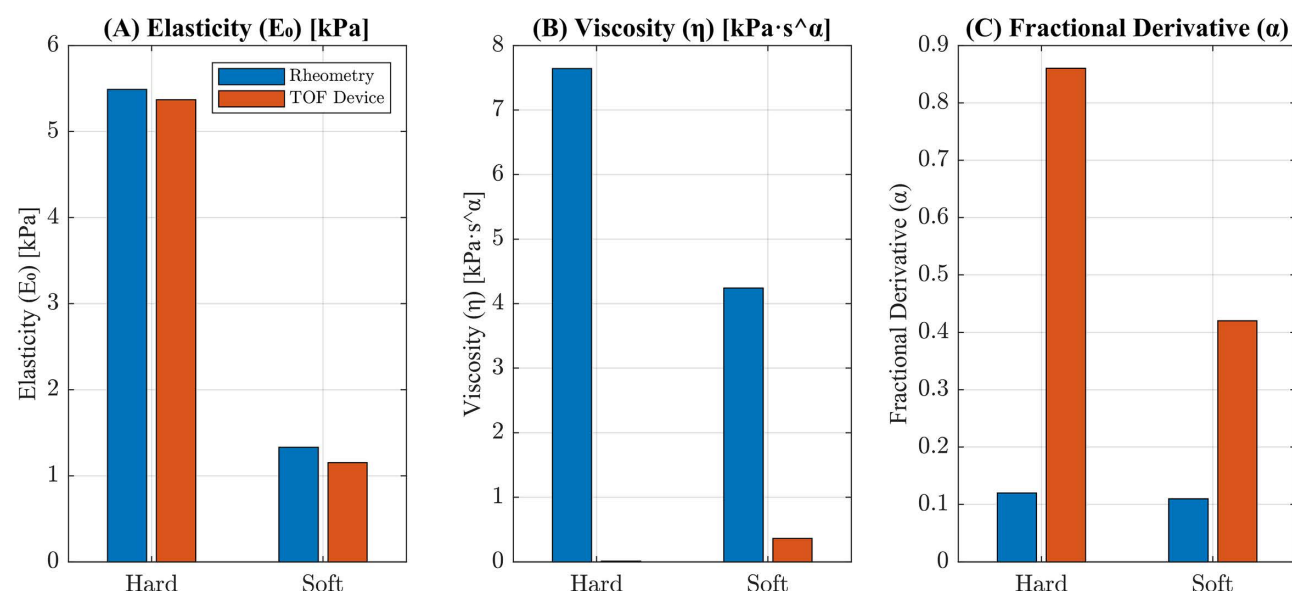 (A) Elasticity (E₀) [kPa]
6
5
4
3
2
1
0
Elasticity (E₀) [kPa]
Rheometry
TOF Device
Hard
Soft
(B) Viscosity (η) [kPa·s^α]
8
7
6
5
4
3
2
1
0
Viscosity (η) [kPa·s^α]
Hard
Soft
(C) Fractional Derivative (α)
0.9
0.8
0.7
0.6
0.5
0.4
0.3
0.2
0.1
0
Fractional Derivative (α)
Hard
Soft